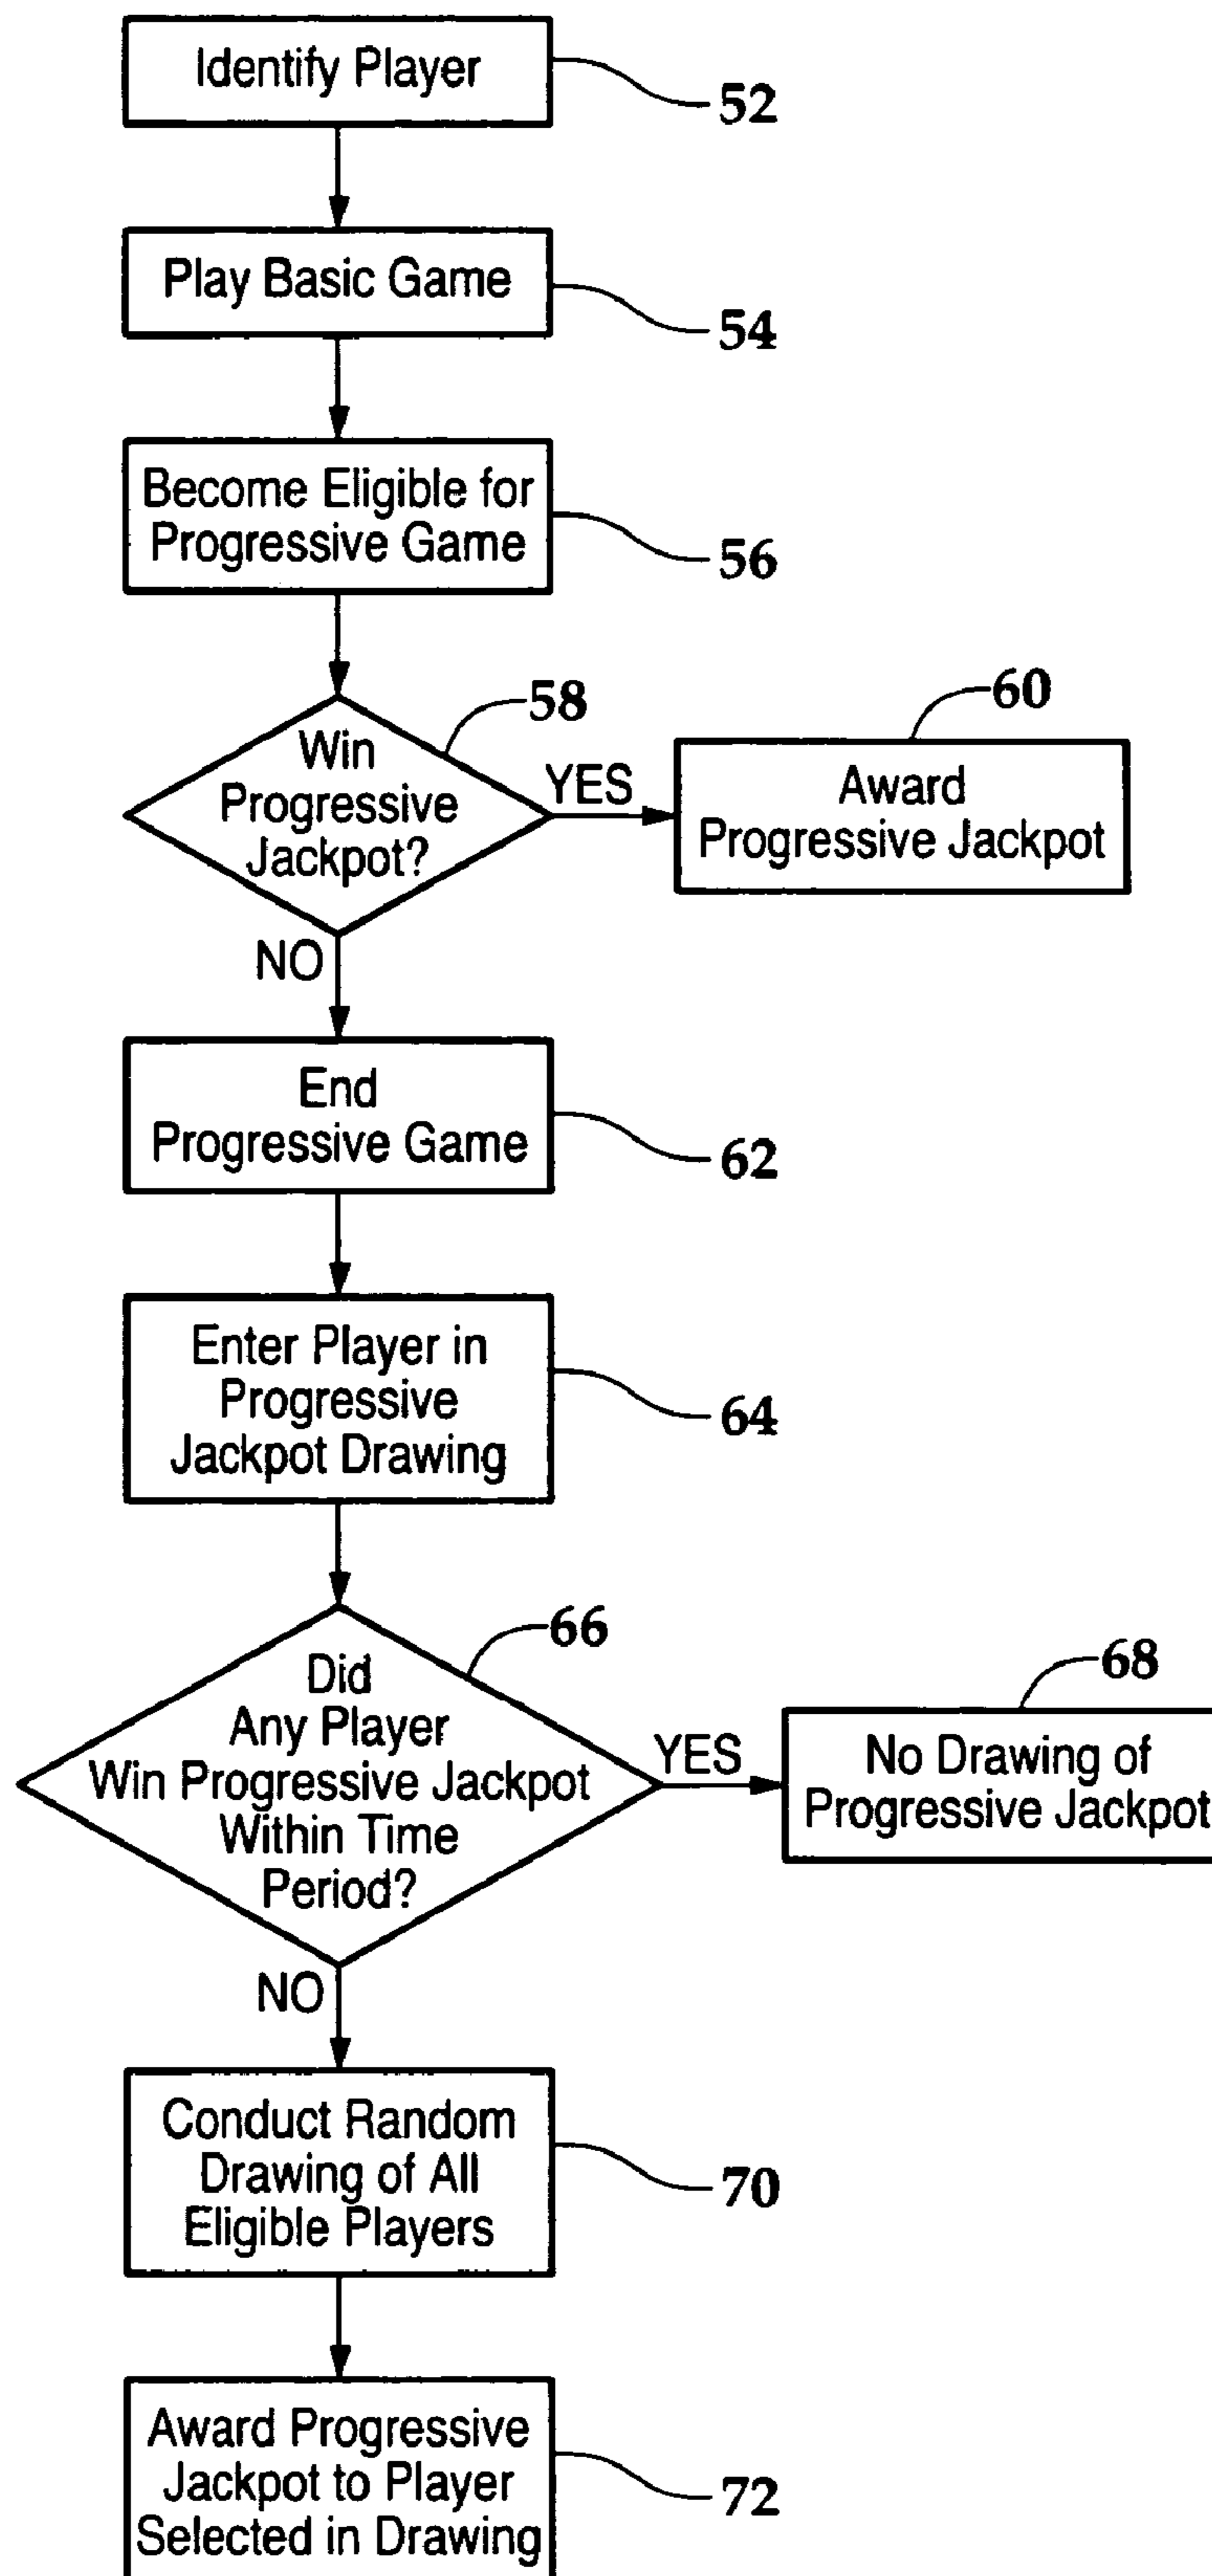 Identify Player
52
Play Basic Game
54
Become Eligible for
Progressive Game
56
58
Win
Progressive
Jackpot?
YES
60
Award
Progressive Jackpot
NO
End
Progressive Game
62
Enter Player in
Progressive
Jackpot Drawing
64
66
Did
Any Player
Win Progressive Jackpot
Within Time
Period?
YES
68
No Drawing of
Progressive Jackpot
NO
Conduct Random
Drawing of All
Eligible Players
70
Award Progressive
Jackpot to Player
Selected in Drawing
72